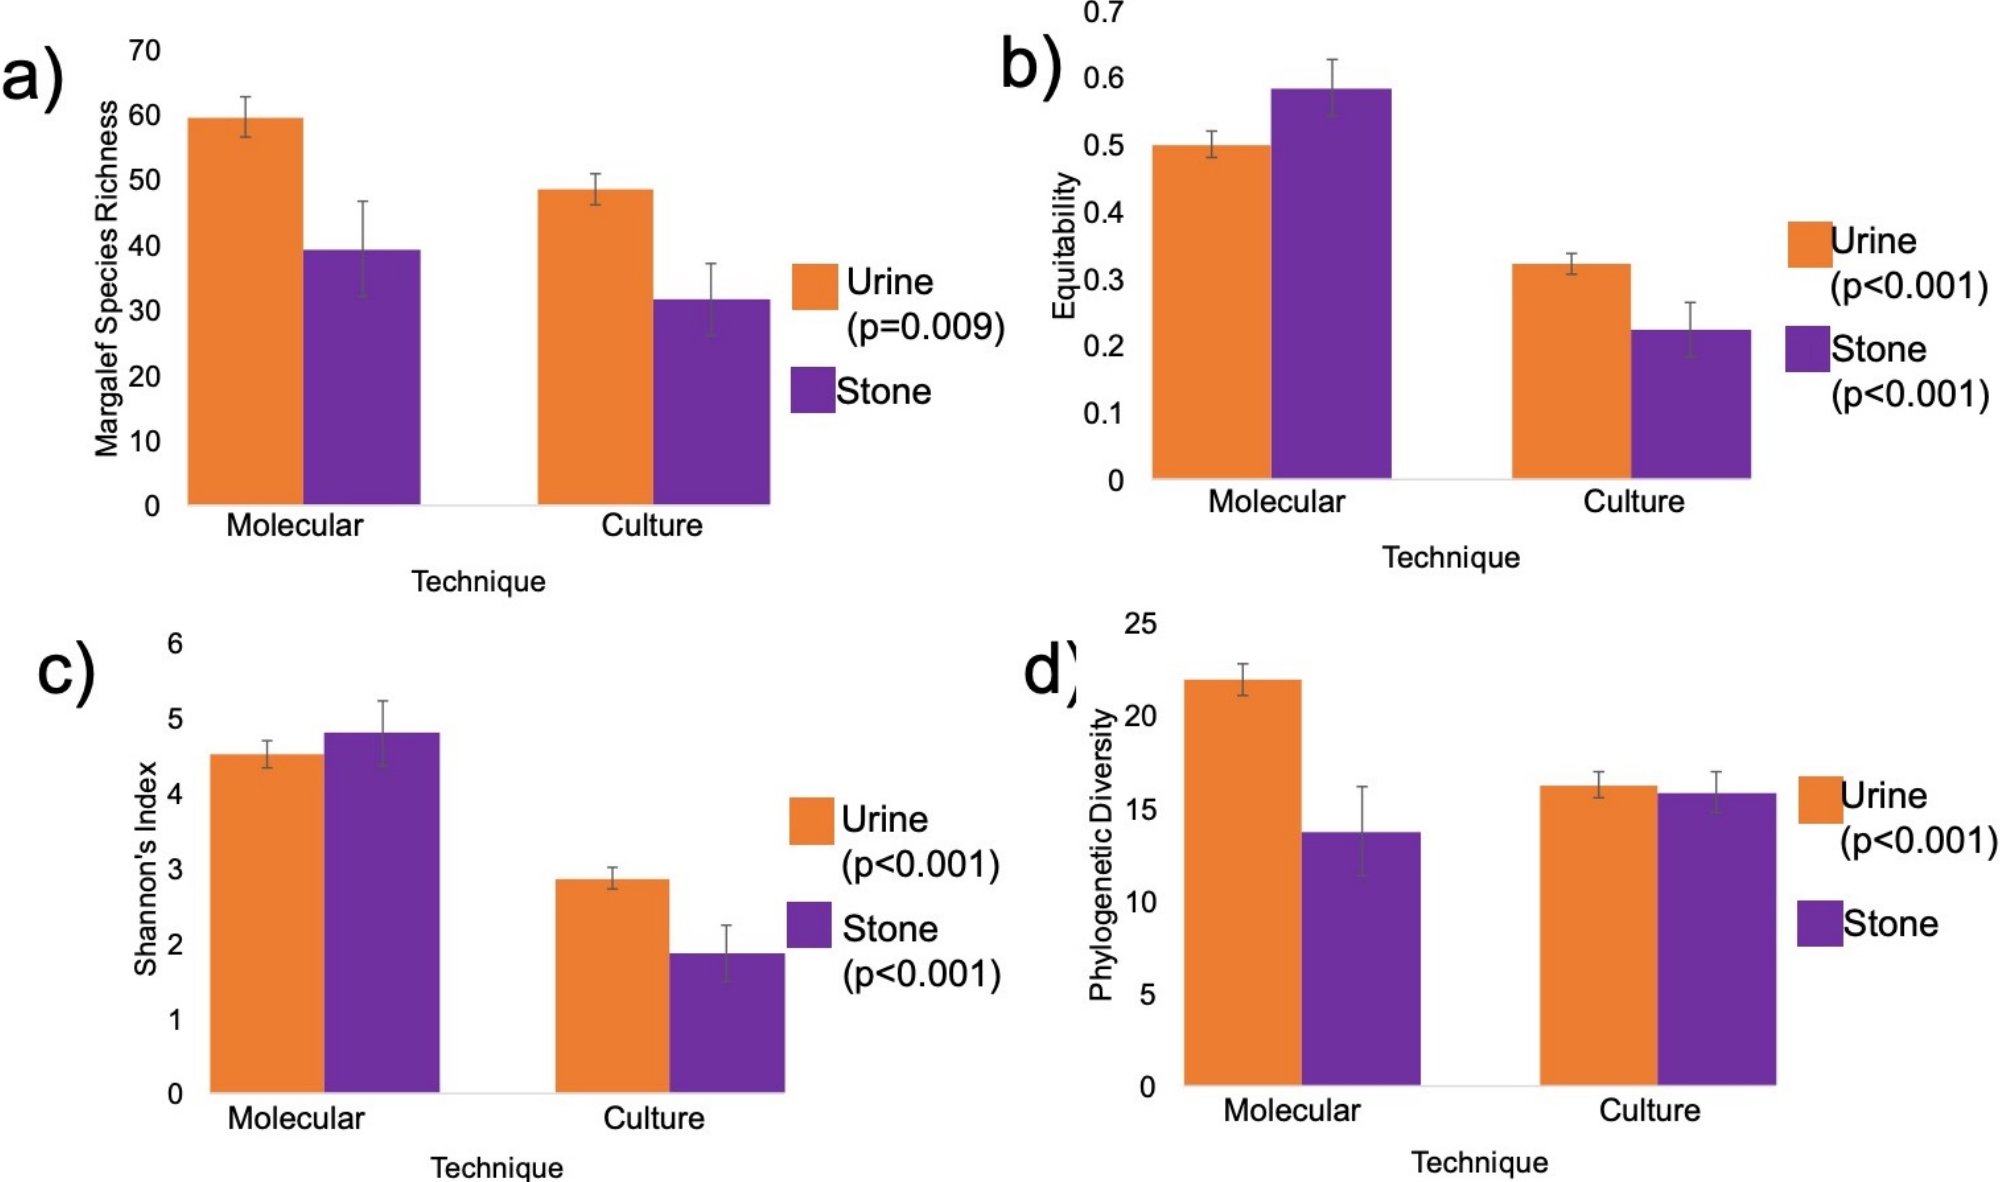 a)
Margalef Species Richness
70
60
50
40
30
20
10
0
Molecular
Culture
Technique
Urine
(p=0.009)
Stone
b)
Equitability
0.7
0.6
0.5
0.4
0.3
0.2
0.1
0
Molecular
Culture
Technique
Urine
(p<0.001)
Stone
(p<0.001)
c)
Shannon's Index
6
5
4
3
2
1
0
Molecular
Culture
Technique
Urine
(p<0.001)
Stone
(p<0.001)
d)
Phylogenetic Diversity
25
20
15
10
5
0
Molecular
Culture
Technique
Urine
(p<0.001)
Stone